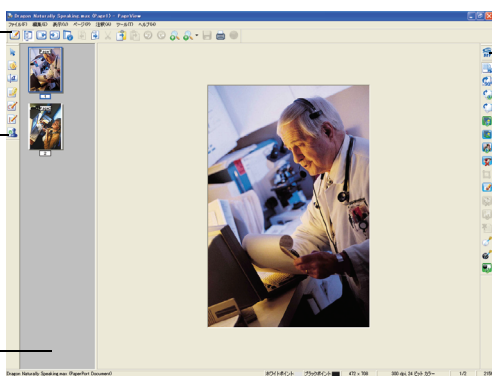 Dragon Naturally Speaking.max (Page1) - PageView
ファイル(F) 編集(E) 表示(V) ページ(P) 注釈(A) ツール(T) ヘルプ(H)
Dragon Naturally Speaking.max (PaperPort Document)
ホワイトポイント ブラックポイント 472 x 708 300 dpi, 24 ビット カラー 1/2